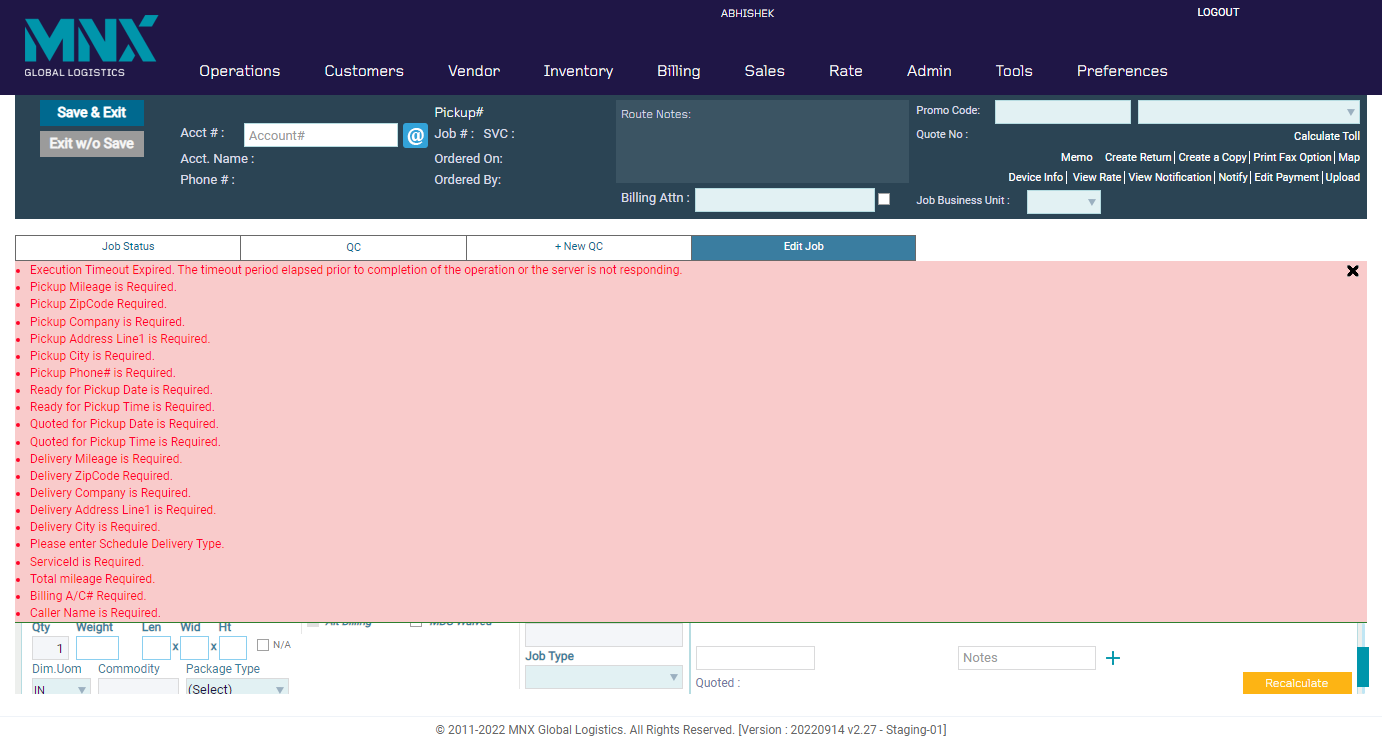 ABHISHEK
LOGOUT
MNX
GLOBAL LOGISTICS
Operations
Customers
Vendor
Inventory
Billing
Sales
Rate
Admin
Tools
Preferences
Save & Exit
Exit w/o Save
Acct # :
Account#
@
Acct. Name :
Phone # :
Pickup#
Job # : SVC :
Ordered On:
Ordered By:
Route Notes:
Billing Attn :
Promo Code:
Quote No :
Calculate Toll
Memo Create Return| Create a Copy| Print Fax Option| Map
Device Info | View Rate| View Notification| Notify| Edit Payment| Upload
Job Business Unit :
Job Status
QC
+ New QC
Edit Job
Execution Timeout Expired. The timeout period elapsed prior to completion of the operation or the server is not responding.
Pickup Mileage is Required.
Pickup ZipCode Required.
Pickup Company is Required.
Pickup Address Line1 is Required.
Pickup City is Required.
Pickup Phone# is Required.
Ready for Pickup Date is Required.
Ready for Pickup Time is Required.
Quoted for Pickup Date is Required.
Quoted for Pickup Time is Required.
Delivery Mileage is Required.
Delivery ZipCode Required.
Delivery Company is Required.
Delivery Address Line1 is Required.
Delivery City is Required.
Please enter Schedule Delivery Type.
ServiceId is Required.
Total mileage Required.
Billing A/C# Required.
Caller Name is Required.
Qty Weight Len Wid Ht
1 x x N/A
Dim.Uom Commodity Package Type
IN (Select)
Job Type
Quoted :
Notes
Recalculate
© 2011-2022 MNX Global Logistics. All Rights Reserved. [Version : 20220914 v2.27 - Staging-01]